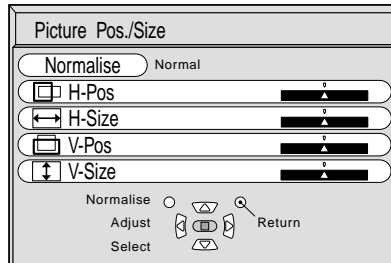 Picture Pos./Size
Normalise Normal
H-Pos
H-Size
V-Pos
V-Size
Normalise
Adjust Return
Select